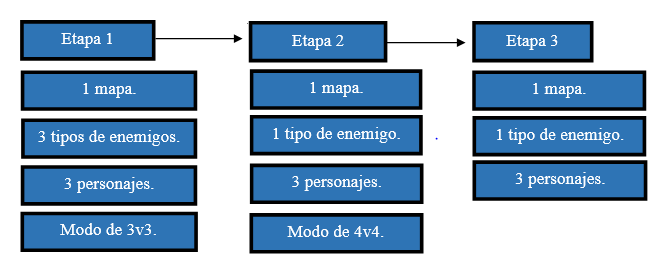 Etapa 1
1 mapa.
3 tipos de enemigos.
3 personajes.
Modo de 3v3.
Etapa 2
1 mapa.
1 tipo de enemigo.
3 personajes.
Modo de 4v4.
Etapa 3
1 mapa.
1 tipo de enemigo.
3 personajes.